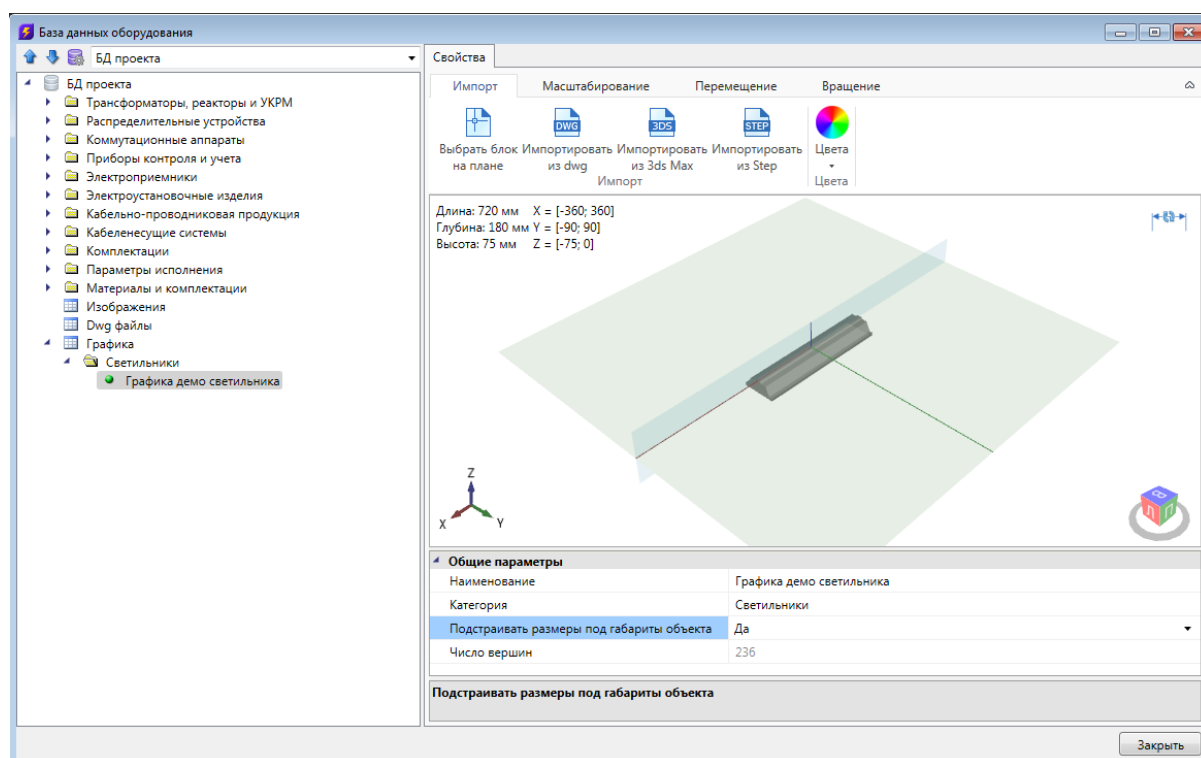 База данных оборудования
БД проекта
БД проекта
Трансформаторы, реакторы и УКРМ
Распределительные устройства
Коммутационные аппараты
Приборы контроля и учета
Электроприемники
Электроустановочные изделия
Кабельно-проводниковая продукция
Кабеленесущие системы
Комплектации
Параметры исполнения
Материалы и комплектации
Изображения
Dwg файлы
Графика
Светильники
Графика демо светильника
Свойства
Импорт Масштабирование Перемещение Вращение
DWG 3DS STEP
Выбрать блок Импортировать Импортировать Импортировать Цвета
на плане из dwg из 3ds Max из Step
Импорт Цвета
Длина: 720 мм X = [-360; 360]
Глубина: 180 мм Y = [-90; 90]
Высота: 75 мм Z = [-75; 0]
Z
X Y
В
Л П
Общие параметры
Наименование Графика демо светильника
Категория Светильники
Подстраивать размеры под габариты объекта Да
Число вершин 236
Подстраивать размеры под габариты объекта
Закрыть